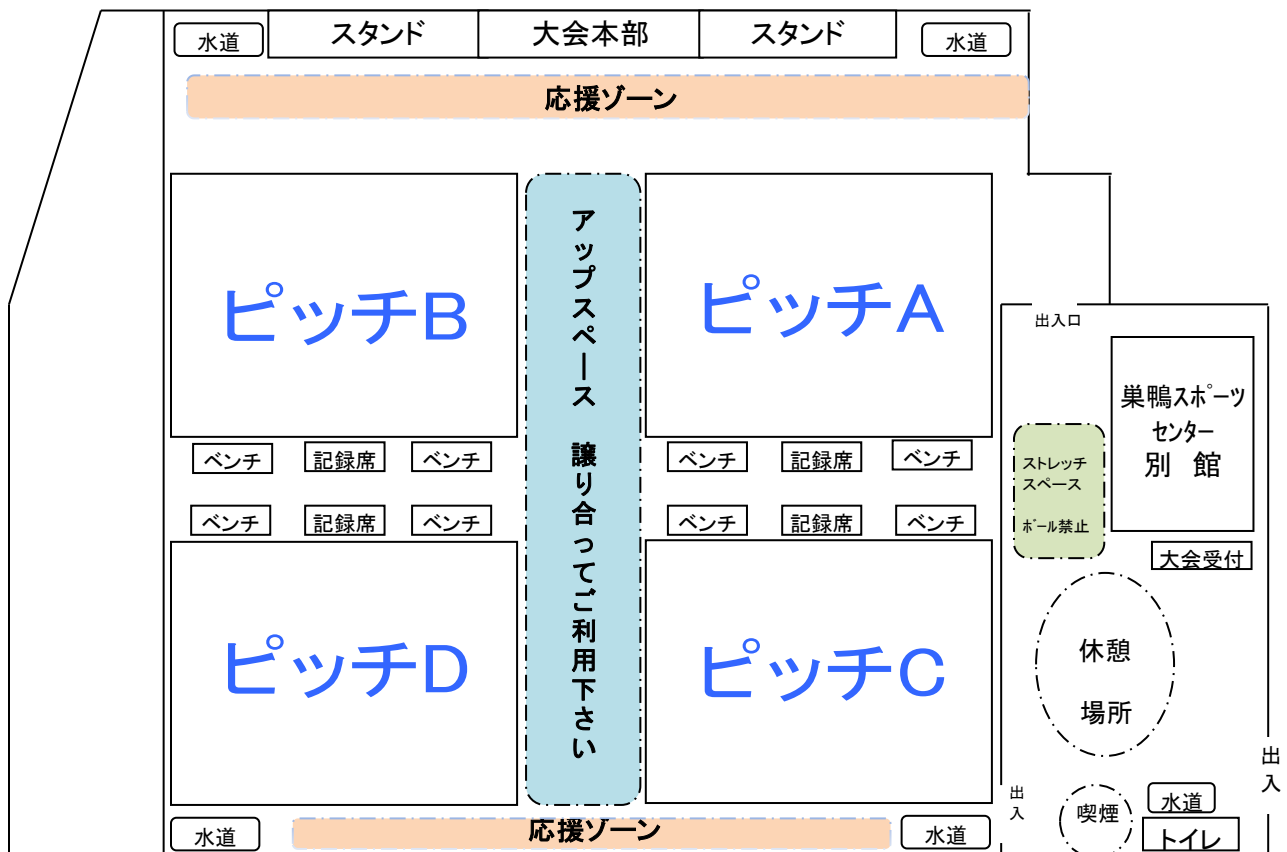 水道
スタンド
大会本部
スタンド
水道
応援ゾーン
ピッチB
ピッチA
アップスペース　譲り合ってご利用下さい
出入口
巣鴨スポーツ
センター
別　館
ベンチ
記録席
ベンチ
ベンチ
記録席
ベンチ
ストレッチ
スペース
ボール禁止
ベンチ
記録席
ベンチ
ベンチ
記録席
ベンチ
大会受付
ピッチD
ピッチC
休憩
場所
出
入
出
入
喫煙
水道
トイレ
水道
応援ゾーン
水道